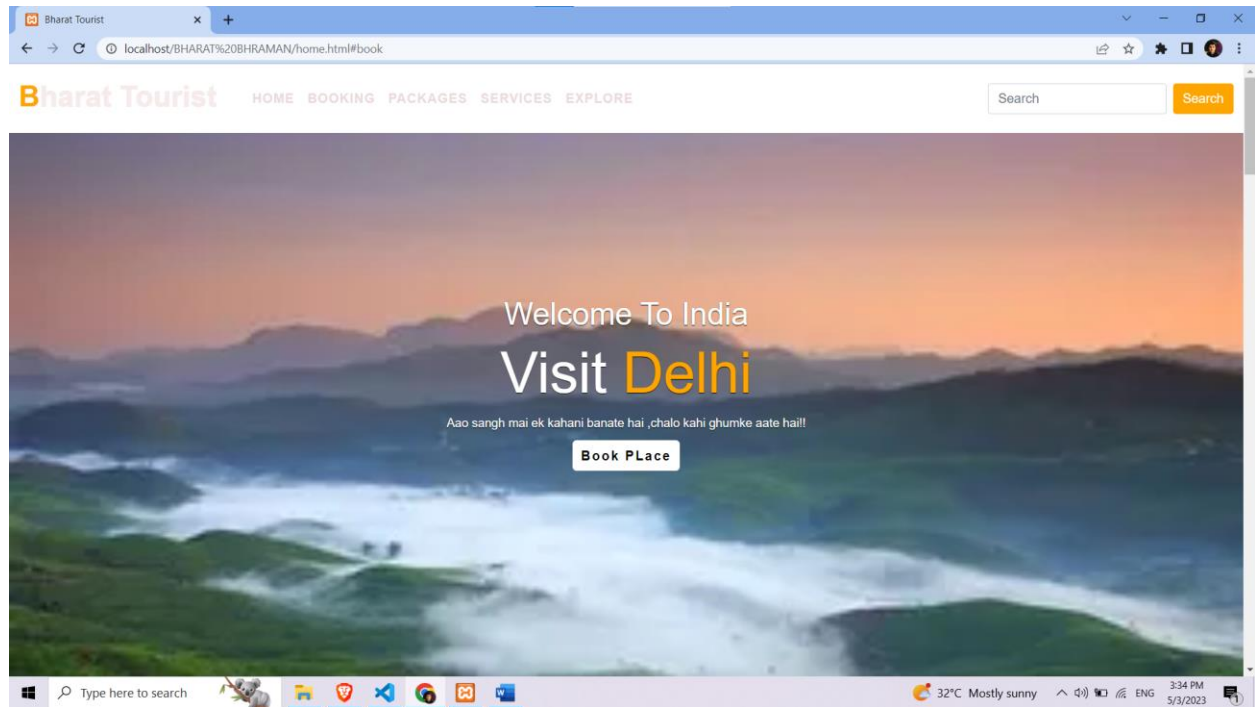 Bharat Tourist
localhost/BHARAT%20BHRAMAN/home.html#book
Bharat Tourist HOME BOOKING PACKAGES SERVICES EXPLORE Search Search
Welcome To India
Visit Delhi
Aao sangh mai ek kahani banate hai ,chalo kahi ghumke aate hai!!
Book PLace
Type here to search 32°C Mostly sunny ENG 3:34 PM
5/3/2023